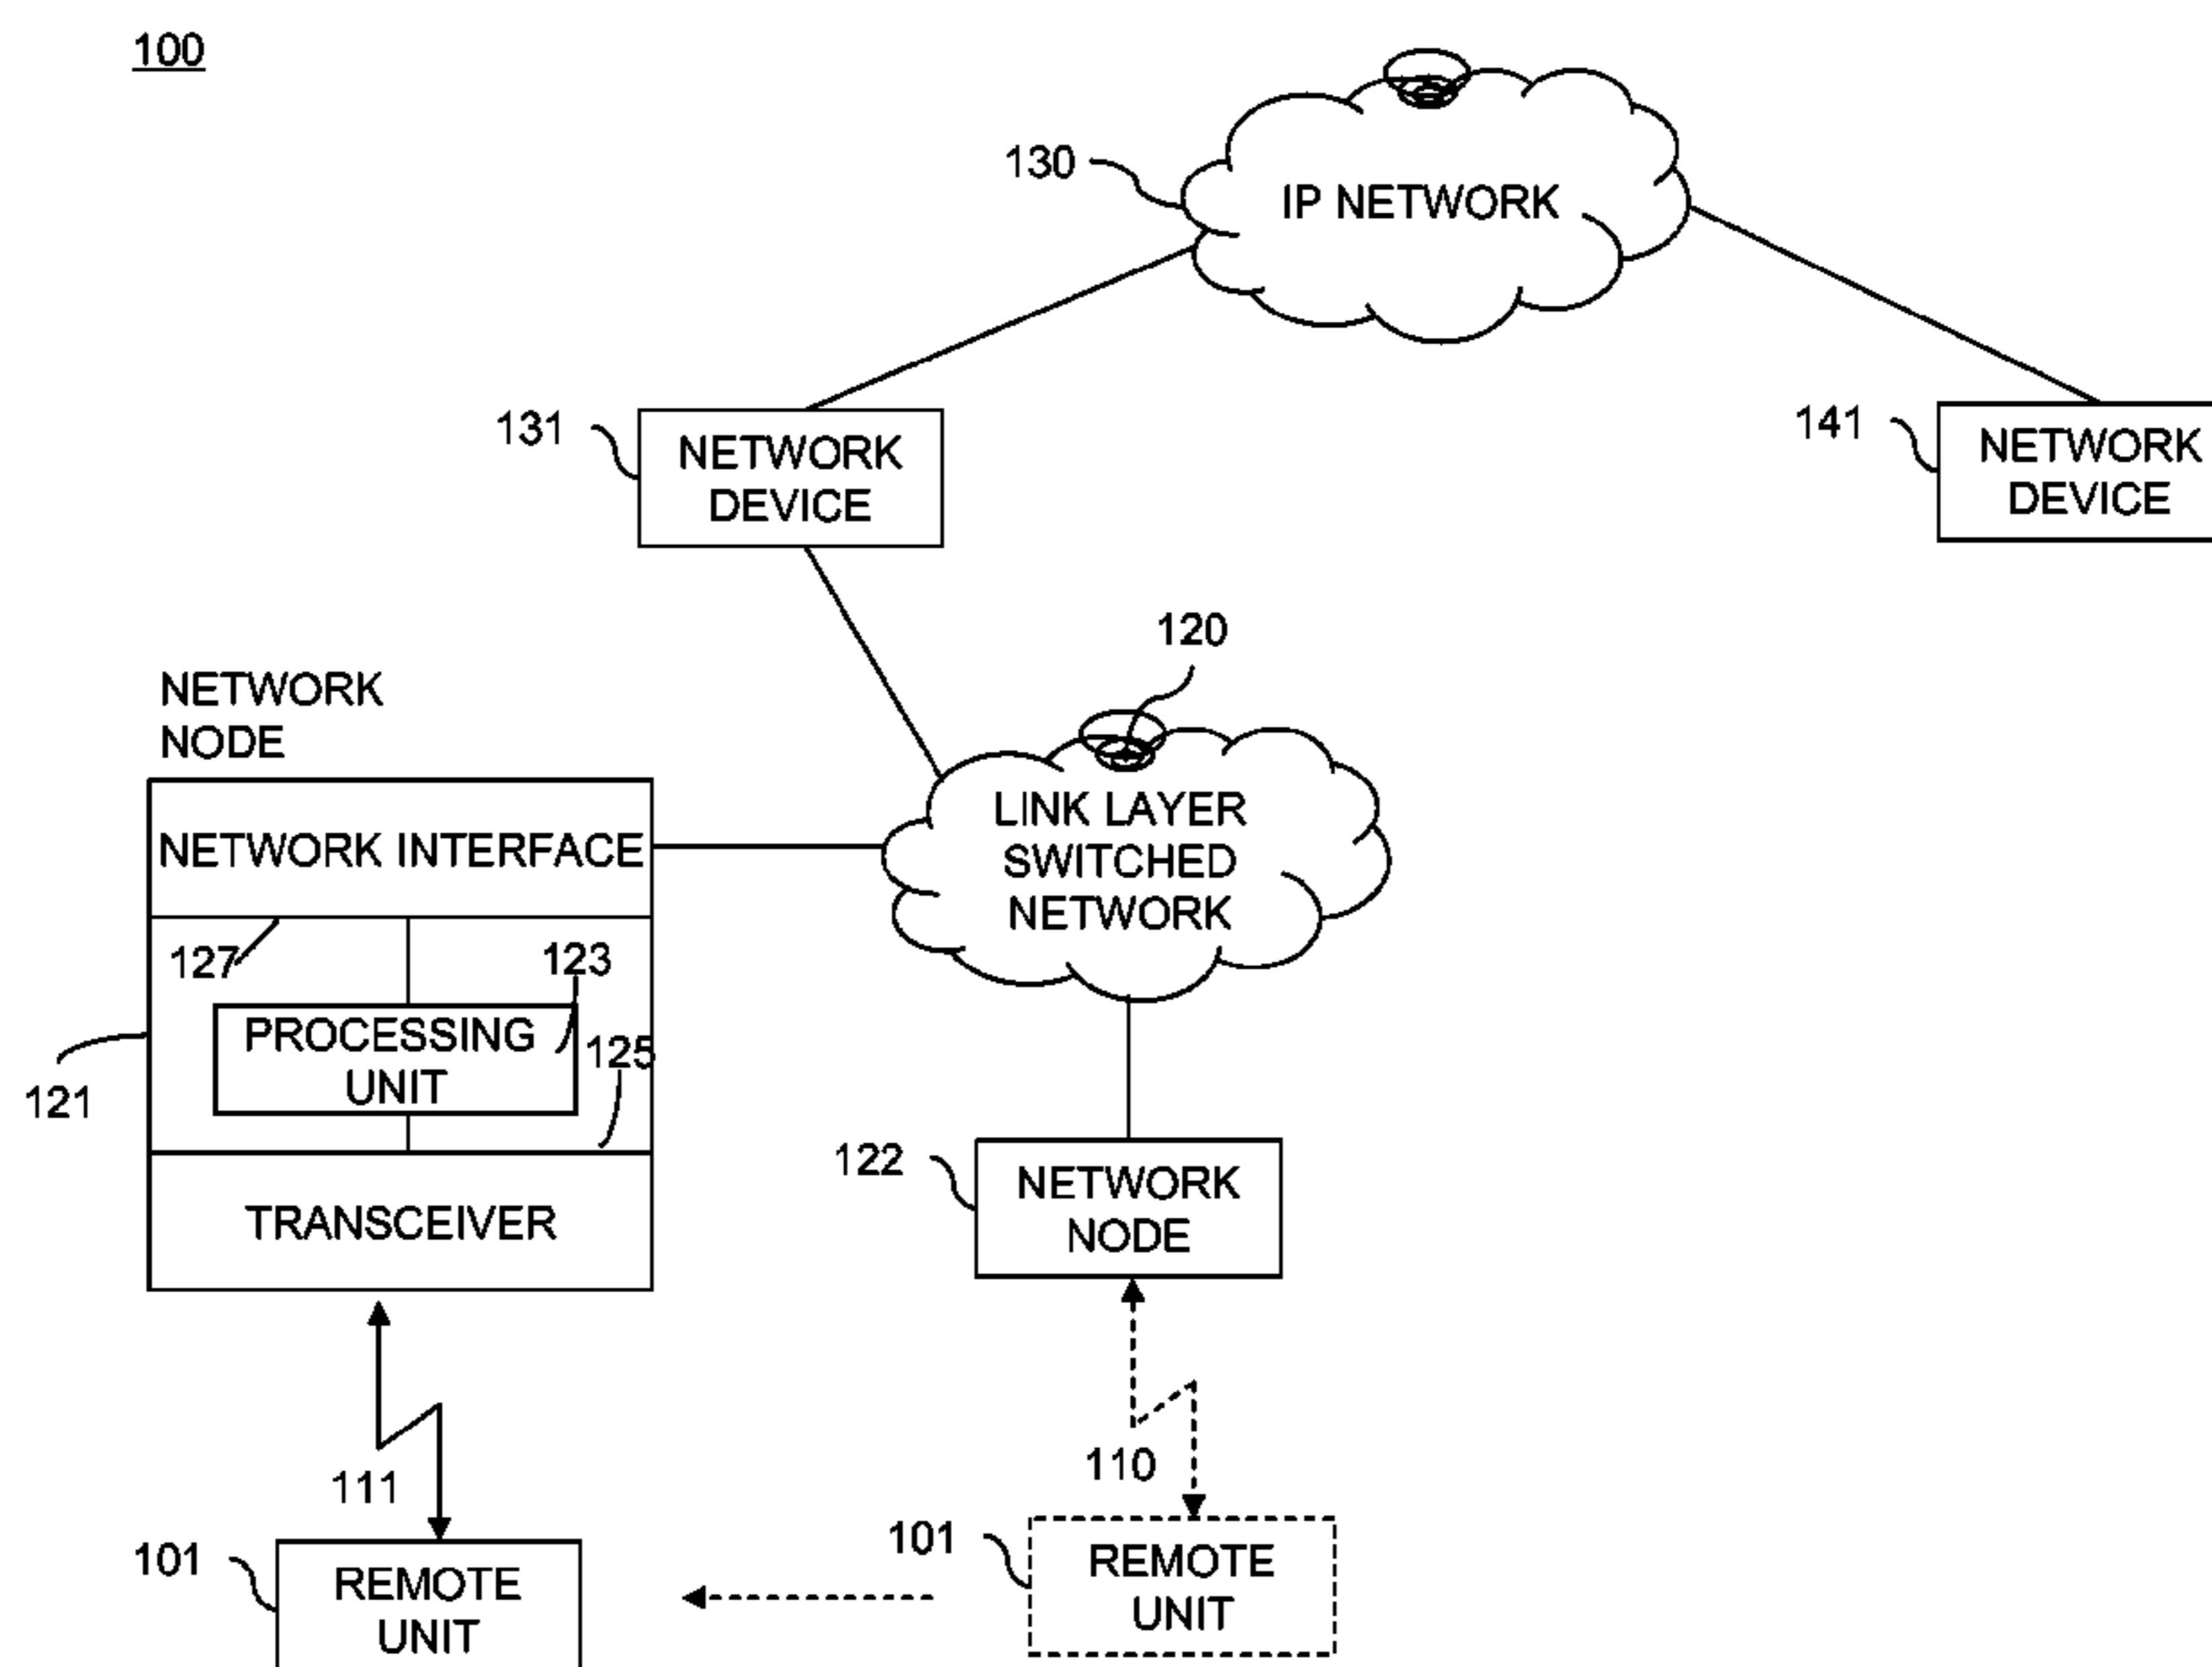 100
130
IP NETWORK
131
NETWORK
DEVICE
141
NETWORK
DEVICE
120
NETWORK
NODE
LINK LAYER
SWITCHED
NETWORK
NETWORK INTERFACE
127
123
PROCESSING
UNIT
125
121
TRANSCEIVER
122
NETWORK
NODE
111
110
101
REMOTE
UNIT
101
REMOTE
UNIT